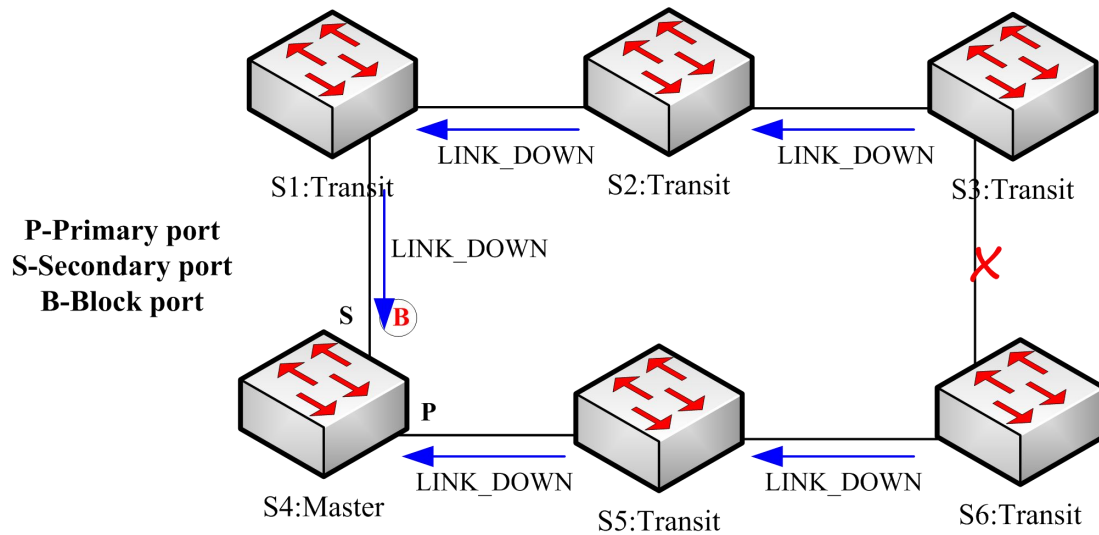 LINK_DOWN
LINK_DOWN
S1:Transit
S2:Transit
S3:Transit
P-Primary port
S-Secondary port
B-Block port
LINK_DOWN
S
B
P
LINK_DOWN
LINK_DOWN
S4:Master
S5:Transit
S6:Transit